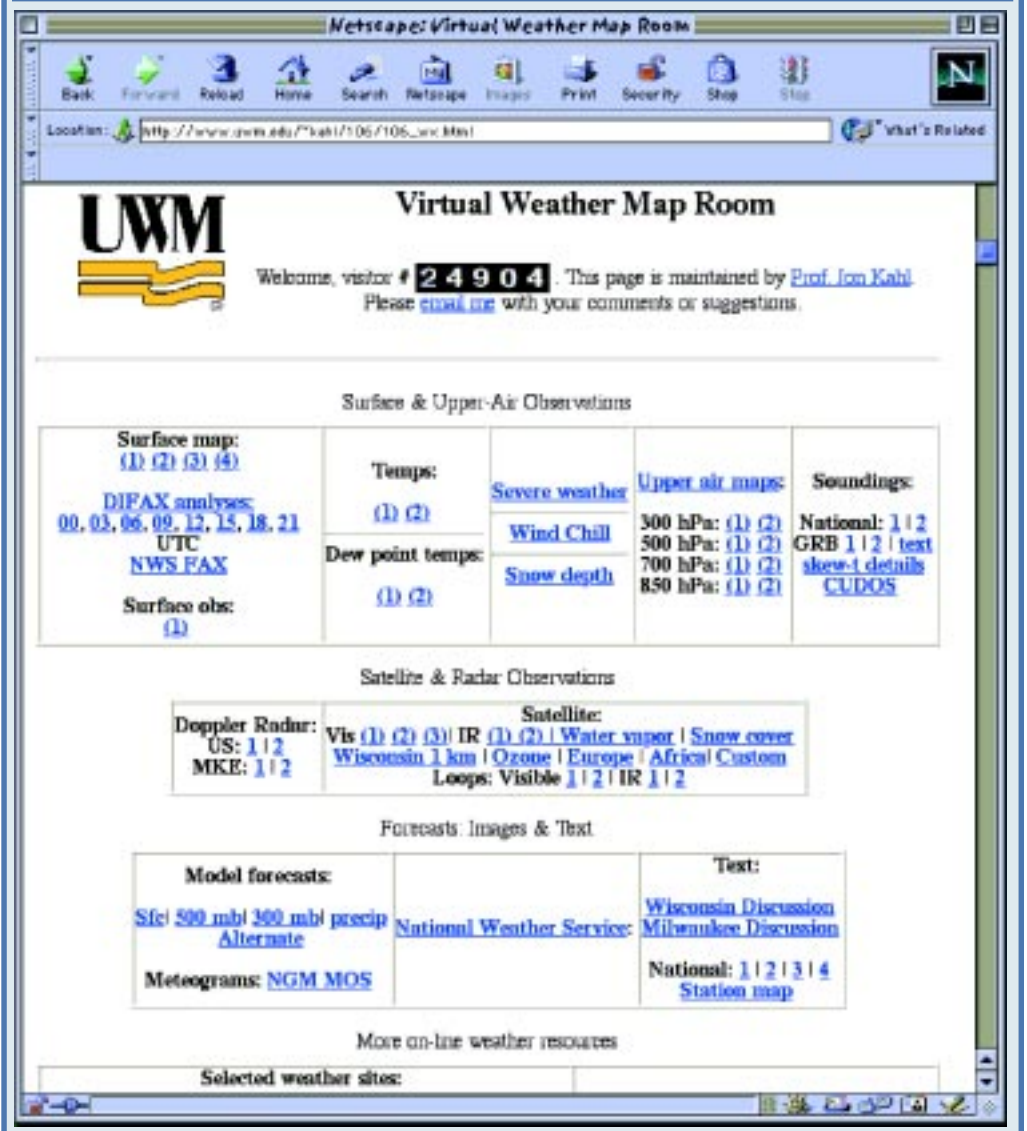 Netscape: Virtual Weather Map Room
Back Forward Reload Home Search Netscape Images Print Security Shop Stop
N
Location: http://www.uwm.edu/~kahl/106/106_wx.html What's Related
UWM
Virtual Weather Map Room
Welcome, visitor # 24904. This page is maintained by Prof. Jon Kahl.
Please email me with your comments or suggestions.
Surface & Upper-Air Observations
Surface map:
(1) (2) (3) (4)
DIFAX analyses:
00, 03, 06, 09, 12, 15, 18, 21
UTC
NWS FAX
Surface obs:
(1)
Temps:
(1) (2)
Dew point temps:
(1) (2)
Severe weather
Wind Chill
Snow depth
Upper air maps:
300 hPa: (1) (2)
500 hPa: (1) (2)
700 hPa: (1) (2)
850 hPa: (1) (2)
Soundings:
National: 1 | 2
GRB 1 | 2 | text
skew-t details
CUDOS
Satellite & Radar Observations
Doppler Radar:
US: 1 | 2
MKE: 1 | 2
Satellite:
Vis (1) (2) (3)| IR (1) (2) | Water vapor | Snow cover
Wisconsin 1 km | Ozone | Europe | Africa| Custom
Loops: Visible 1 | 2 | IR 1 | 2
Forecasts: Images & Text
Model forecasts:
Sfc| 500 mb| 300 mb| precip
Alternate
Meteograms: NGM MOS
National Weather Service:
Text:
Wisconsin Discussion
Milwaukee Discussion
National: 1 | 2 | 3 | 4
Station map
More on-line weather resources
Selected weather sites: